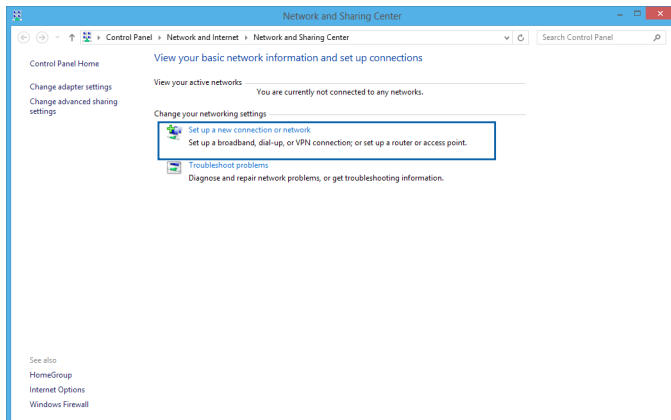 Network and Sharing Center
Control Panel Network and Internet Network and Sharing Center
Search Control Panel
Control Panel Home
Change adapter settings
Change advanced sharing
settings
View your basic network information and set up connections
View your active networks
You are currently not connected to any networks.
Change your networking settings
Set up a new connection or network
Set up a broadband, dial-up, or VPN connection; or set up a router or access point.
Troubleshoot problems
Diagnose and repair network problems, or get troubleshooting information.
See also
HomeGroup
Internet Options
Windows Firewall